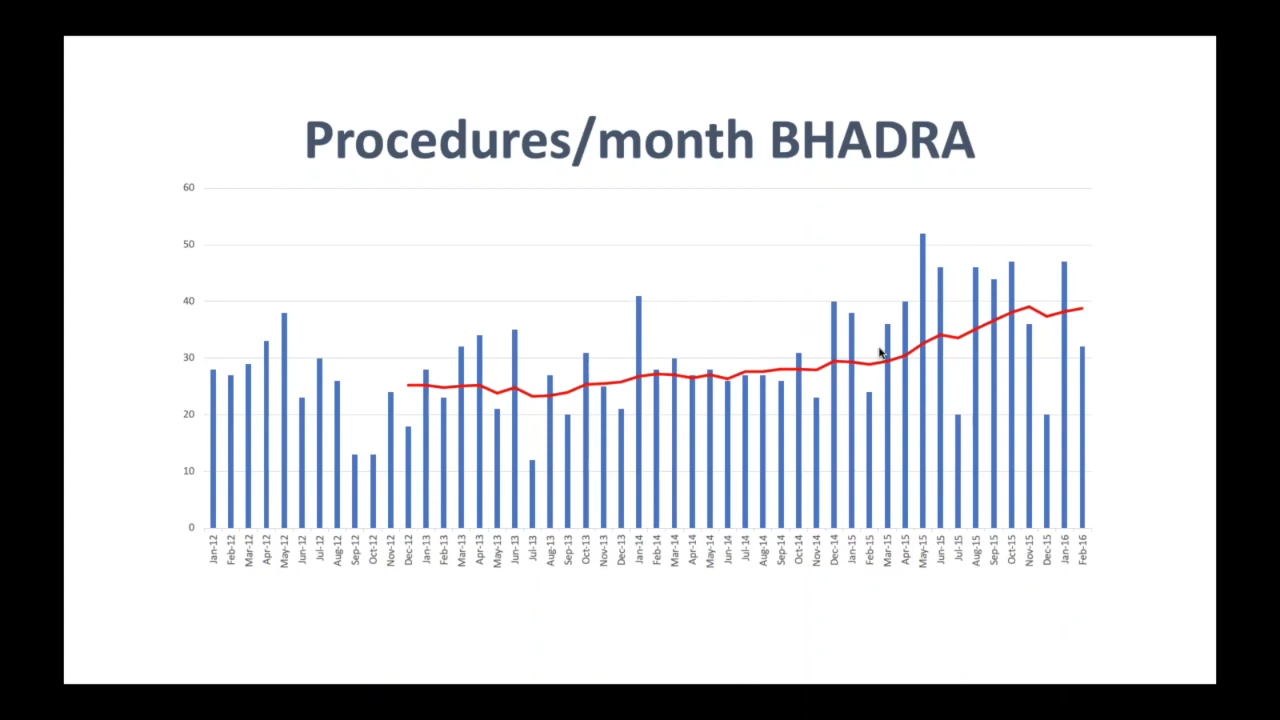 Procedures/month BHADRA
60
50
40
30
20
10
0
Jan-12
Feb-12
Mar-12
Apr-12
May-12
Jun-12
Jul-12
Aug-12
Sep-12
Oct-12
Nov-12
Dec-12
Jan-13
Feb-13
Mar-13
Apr-13
May-13
Jun-13
Jul-13
Aug-13
Sep-13
Oct-13
Nov-13
Dec-13
Jan-14
Feb-14
Mar-14
Apr-14
May-14
Jun-14
Jul-14
Aug-14
Sep-14
Oct-14
Nov-14
Dec-14
Jan-15
Feb-15
Mar-15
Apr-15
May-15
Jun-15
Jul-15
Aug-15
Sep-15
Oct-15
Nov-15
Dec-15
Jan-16
Feb-16